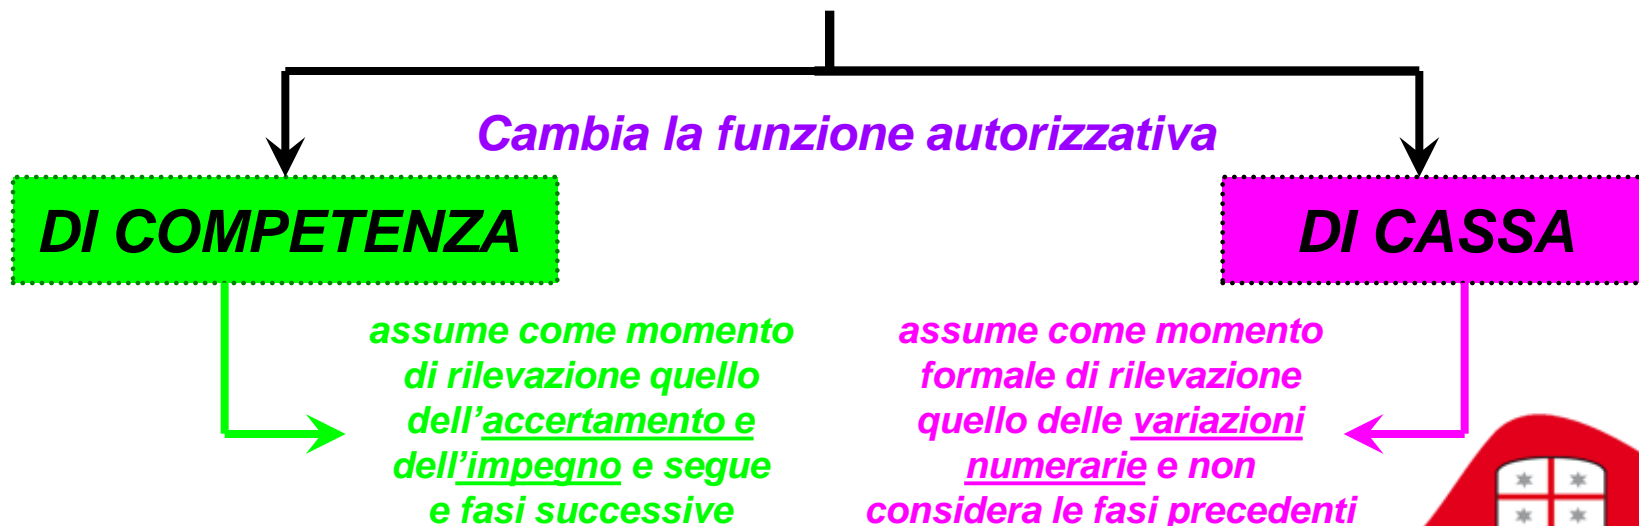 Cambia la funzione autorizzativa
DI COMPETENZA
DI CASSA
assume come momento
di rilevazione quello
dell’accertamento e
dell’impegno e segue
e fasi successive
assume come momento
formale di rilevazione
quello delle variazioni
numerarie e non
considera le fasi precedenti